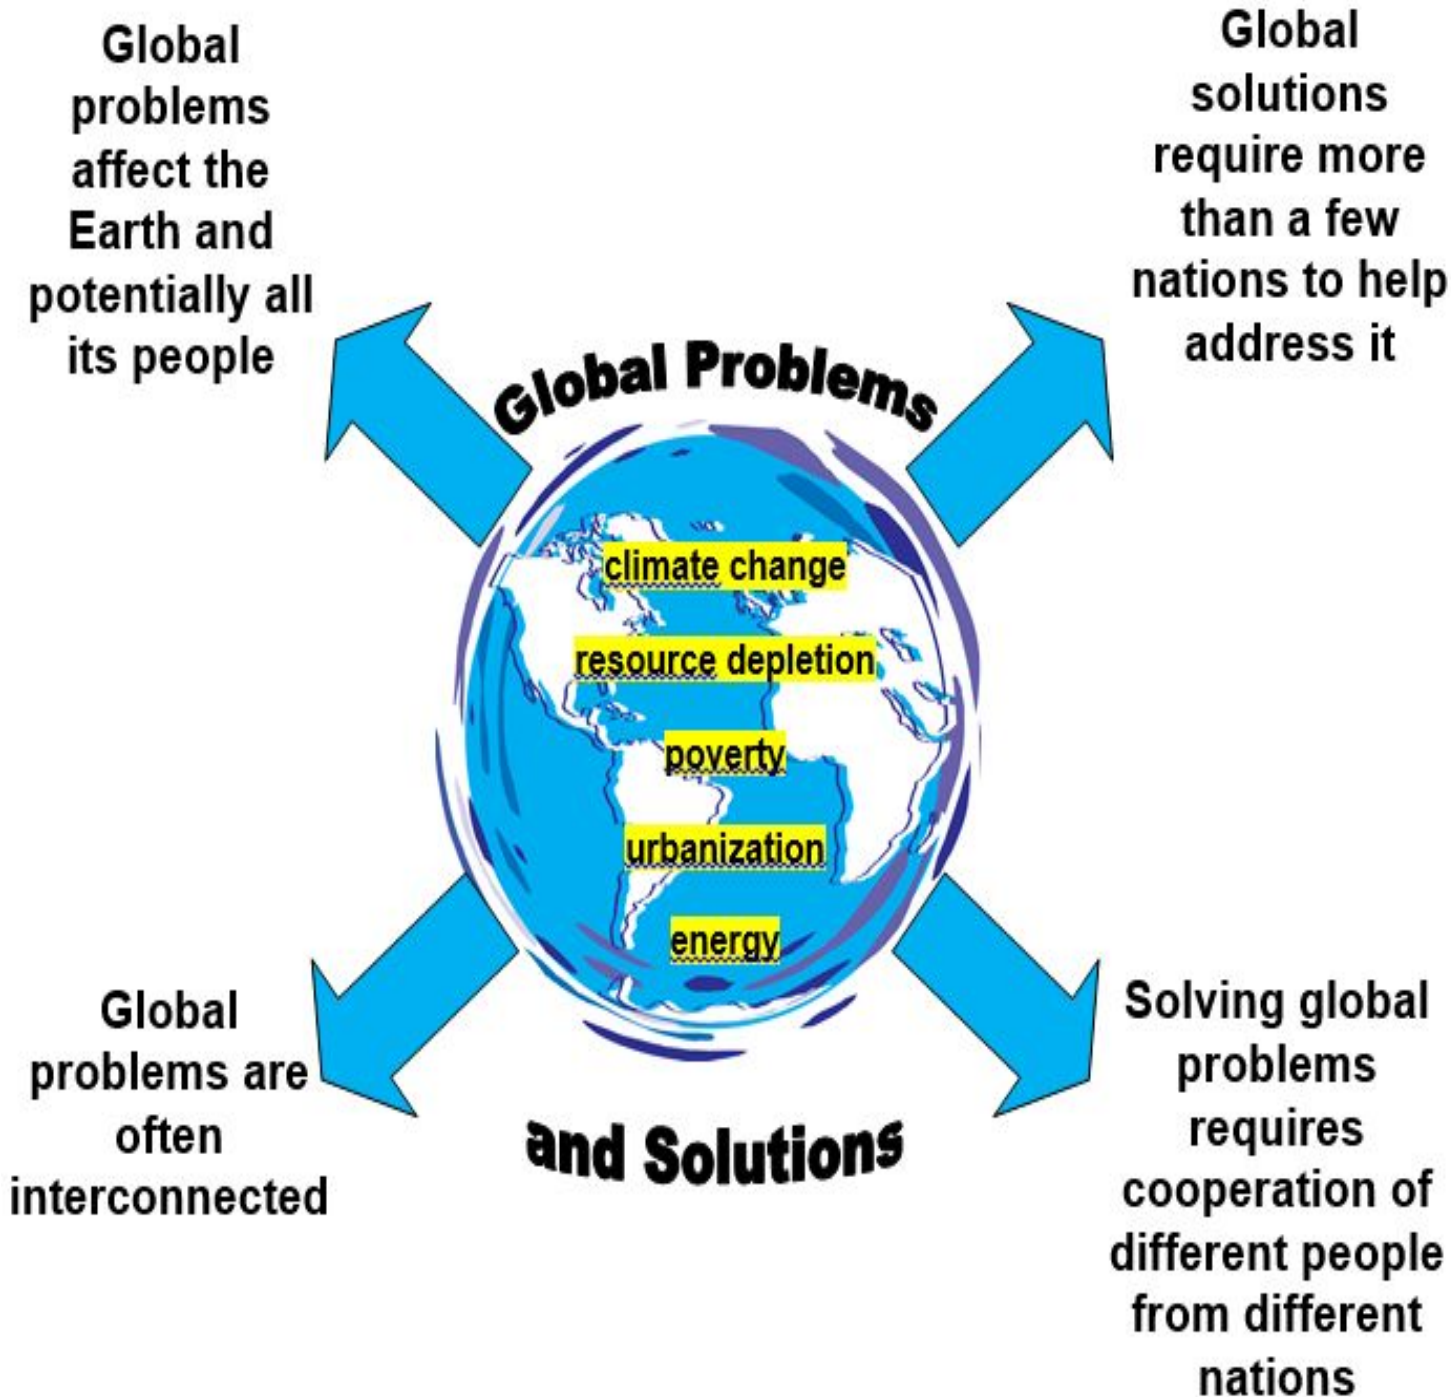 Global
problems
affect the
Earth and
potentially all
its people
Global
solutions
require more
than a few
nations to help
address it
Global Problems
climate change
resource depletion
poverty
urbanization
energy
and Solutions
Global
problems are
often
interconnected
Solving global
problems
requires
cooperation of
different people
from different
nations